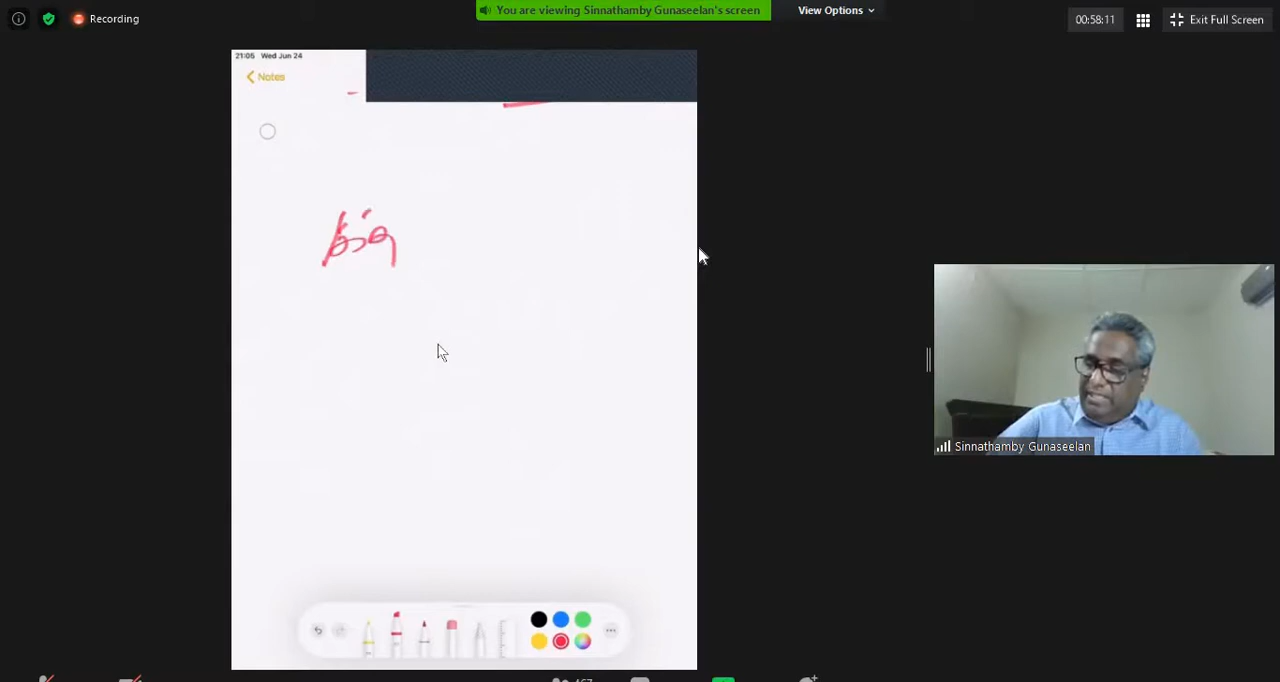 Recording
You are viewing Sinnathamby Gunaseelan's screen
View Options
00:58:11
Exit Full Screen
21:05 Wed Jun 24
Notes
Sinnathamby Gunaseelan